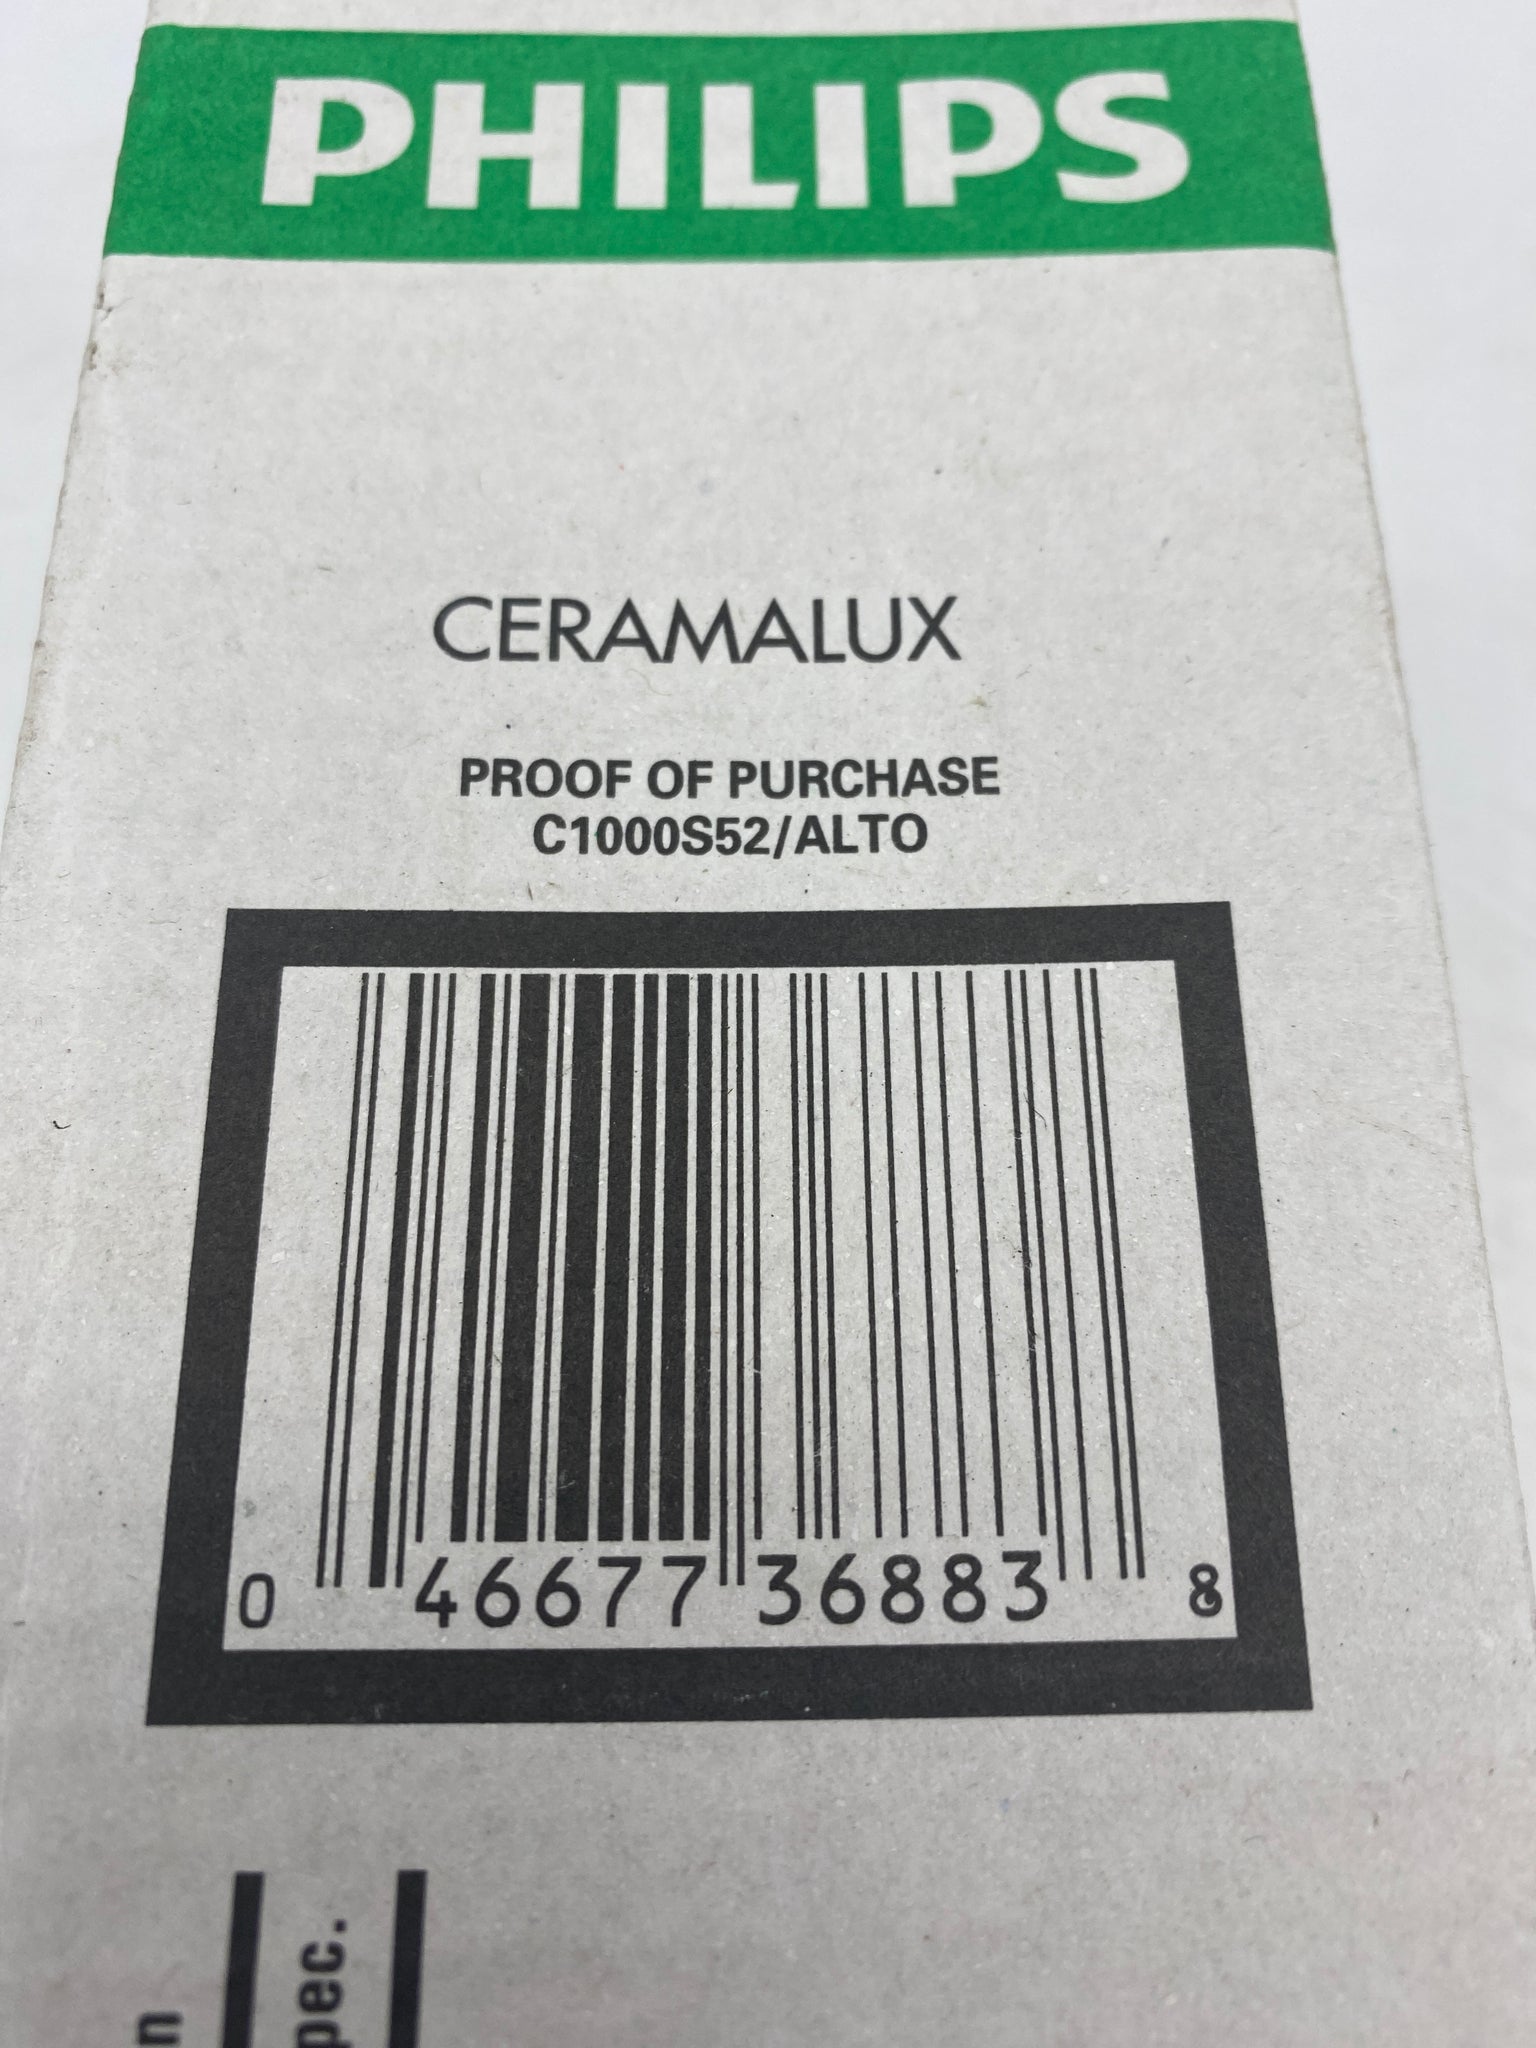 PHILIPS
CERAMALUX
PROOF OF PURCHASE
C1000S52/ALTO
0 46677 36883 8